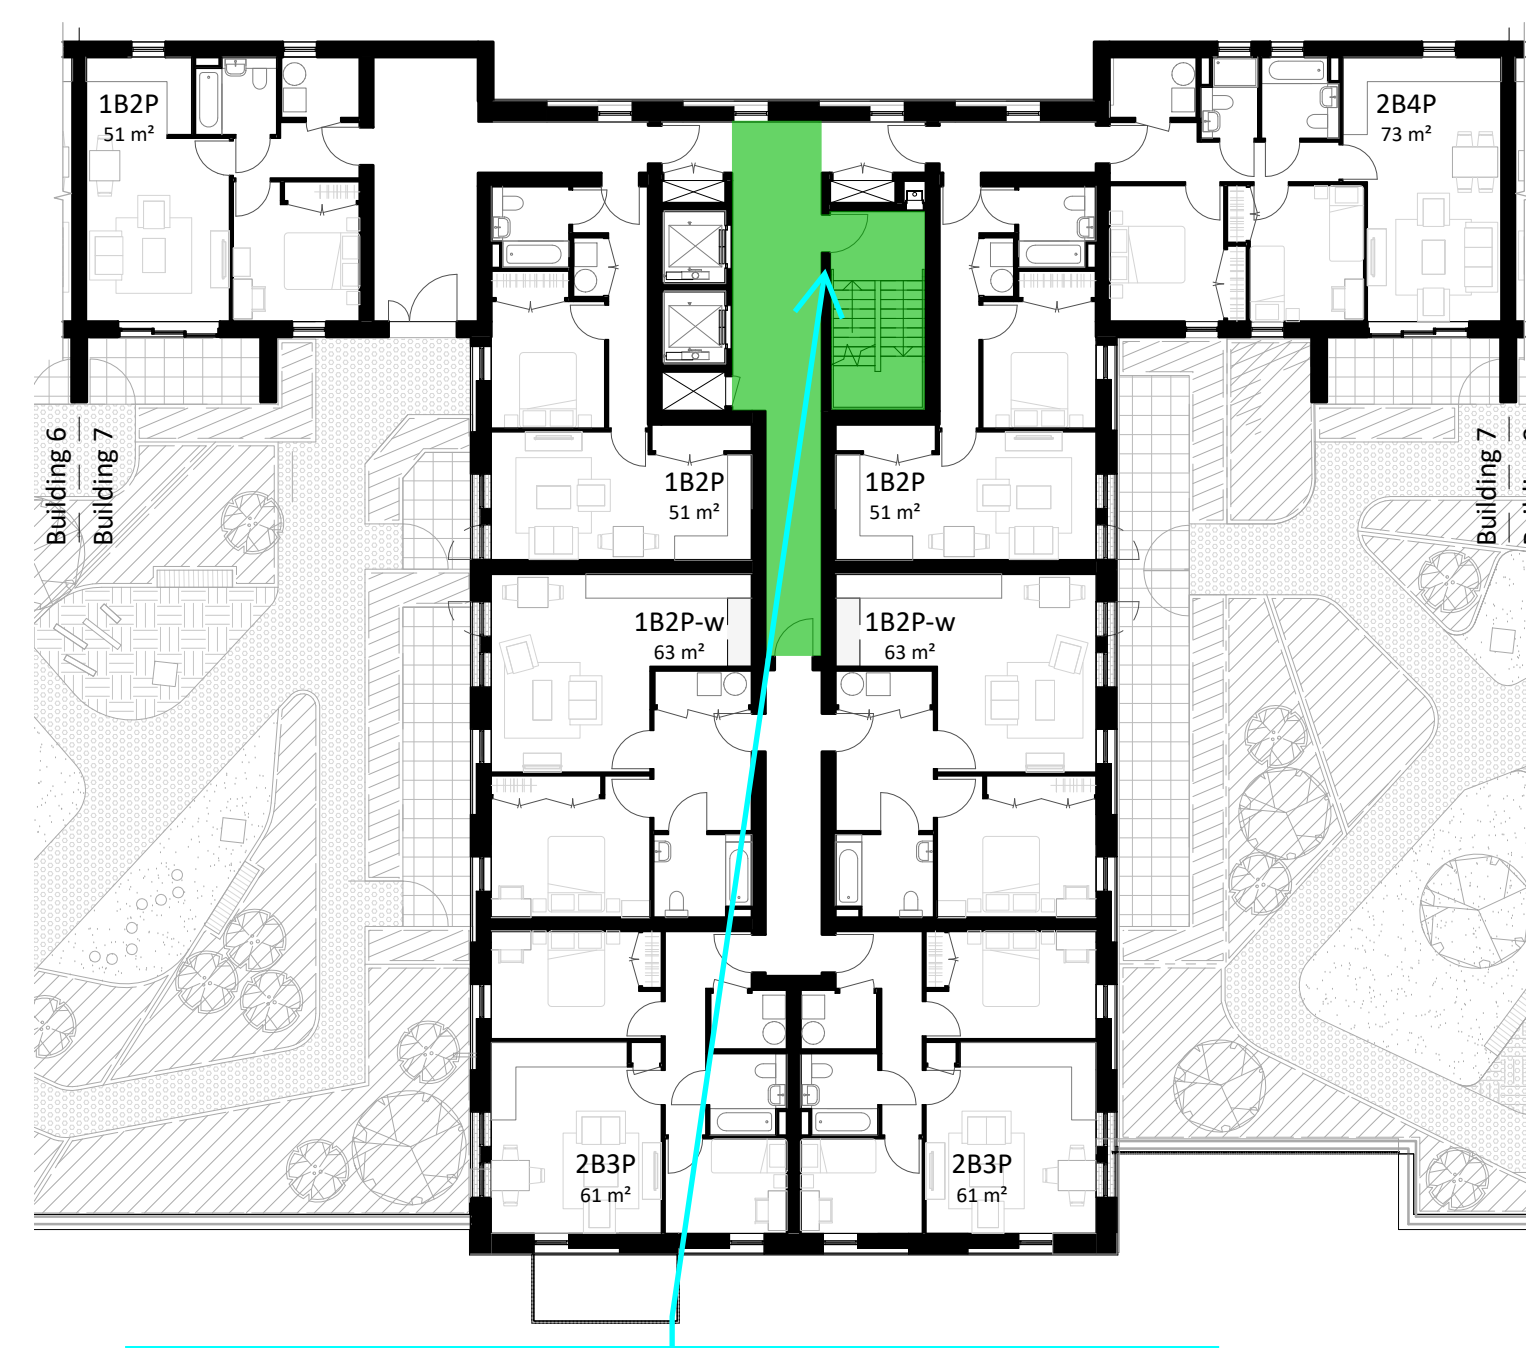 1B2P
51 m²
2B4P
73 m²
Building 6
Building 7
1B2P
51 m²
1B2P
51 m²
Building 7
1B2P-w
63 m²
1B2P-w
63 m²
2B3P
61 m²
2B3P
61 m²